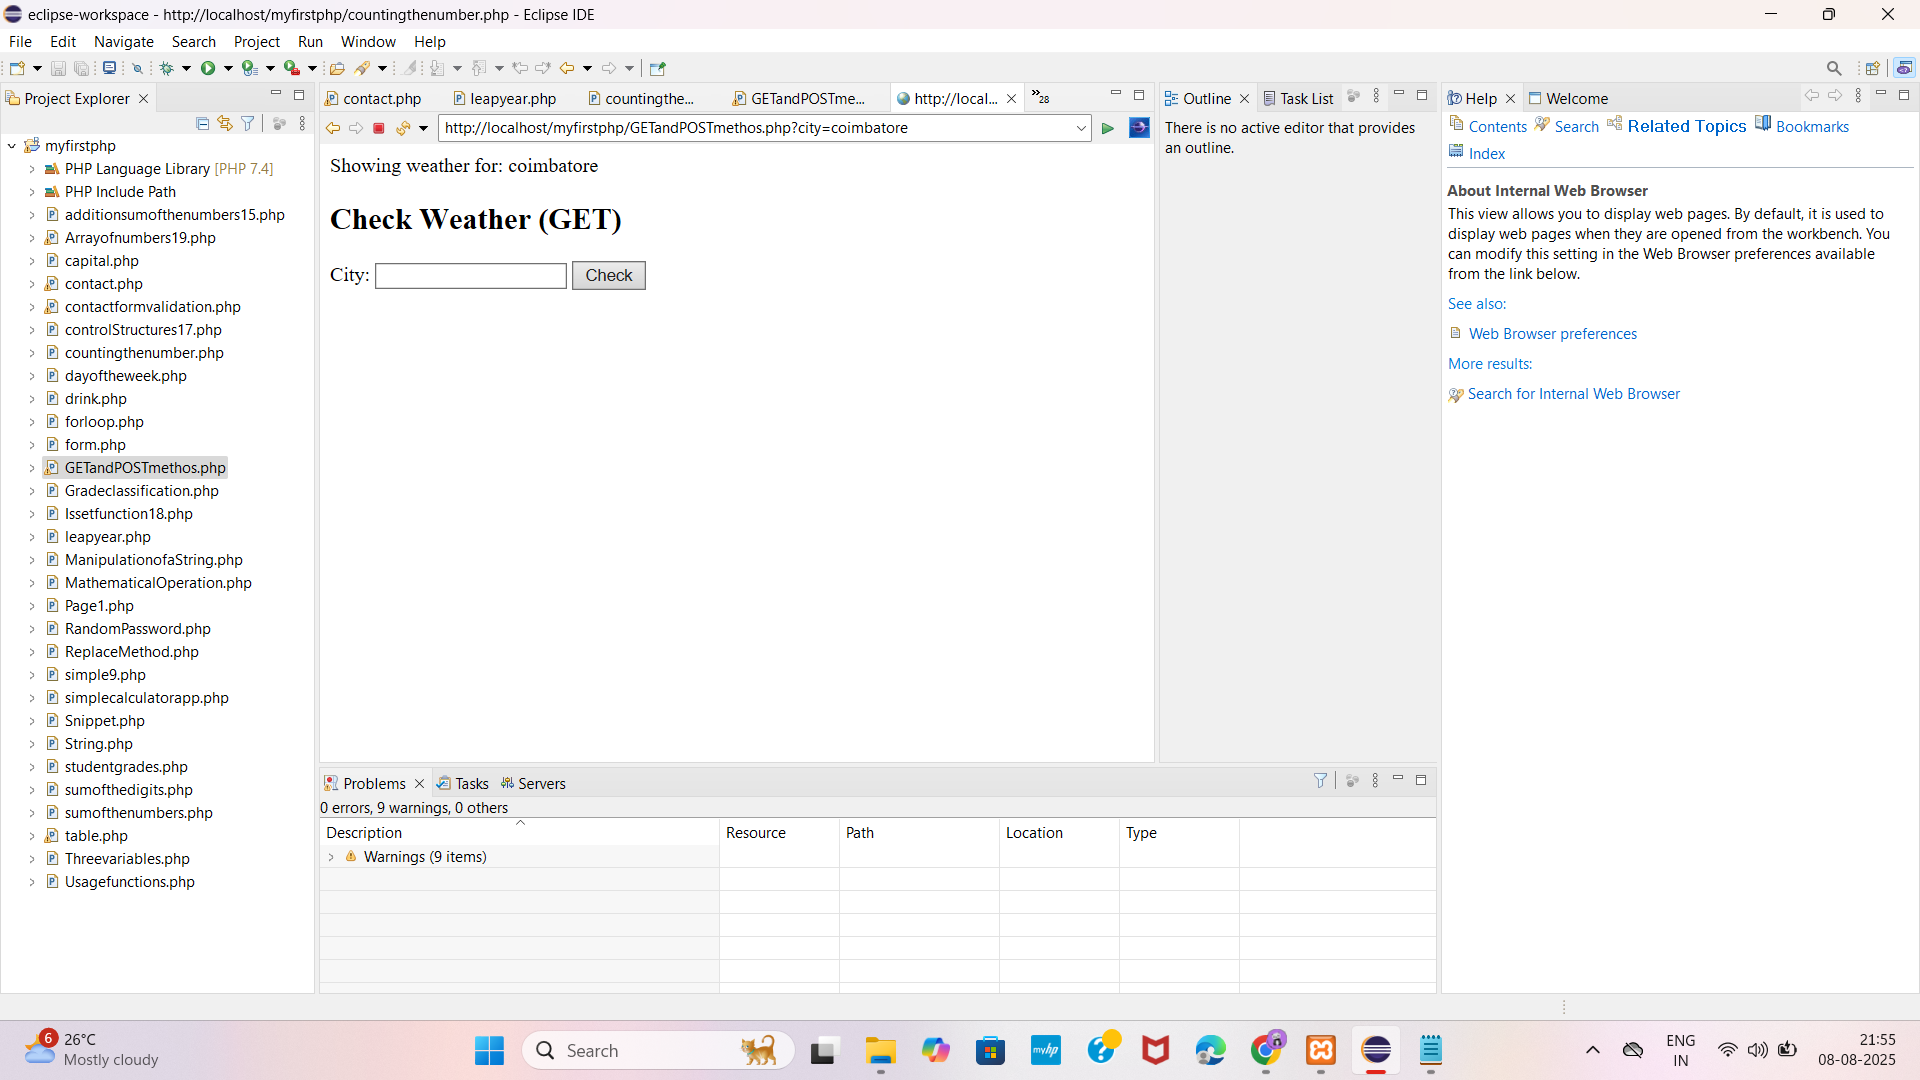 eclipse-workspace - http://localhost/myfirstphp/countingthenumber.php - Eclipse IDE
File Edit Navigate Search Project Run Window Help
Project Explorer
myfirstphp
PHP Language Library [PHP 7.4]
PHP Include Path
additionsumofthenumbers15.php
Arrayofnumbers19.php
capital.php
contact.php
contactformvalidation.php
controlStructures17.php
countingthenumber.php
dayoftheweek.php
drink.php
forloop.php
form.php
GETandPOSTmethos.php
Gradeclassification.php
Issetfunction18.php
leapyear.php
ManipulationofaString.php
MathematicalOperation.php
Page1.php
RandomPassword.php
ReplaceMethod.php
simple9.php
simplecalculatorapp.php
Snippet.php
String.php
studentgrades.php
sumofthedigits.php
sumofthenumbers.php
table.php
Threevariables.php
Usagefunctions.php
contact.php leapyear.php countingthe... GETandPOSTme... http://local... »28
http://localhost/myfirstphp/GETandPOSTmethos.php?city=coimbatore
Showing weather for: coimbatore
Check Weather (GET)
City: Check
Outline Task List
There is no active editor that provides
an outline.
Help Welcome
Contents Search Related Topics Bookmarks
Index
About Internal Web Browser
This view allows you to display web pages. By default, it is used to
display web pages when they are opened from the workbench. You
can modify this setting in the Web Browser preferences available
from the link below.
See also:
Web Browser preferences
More results:
Search for Internal Web Browser
Problems Tasks Servers
0 errors, 9 warnings, 0 others
Description Resource Path Location Type
Warnings (9 items)
6
26°C
Mostly cloudy
Search
myhp
ENG
IN
21:55
08-08-2025